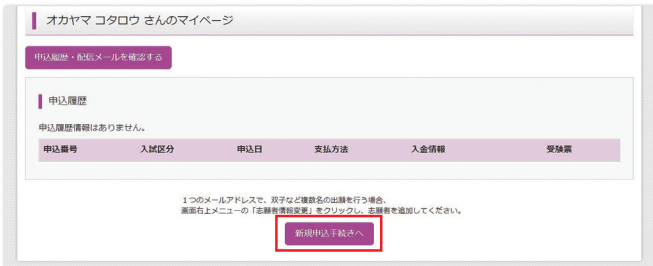 オカヤマ コタロウ さんのマイページ
申込履歴・配信メールを確認する
申込履歴
申込履歴情報はありません。
申込番号 入試区分 申込日 支払方法 入金情報 受験票
1つのメールアドレスで、双子など複数名の出願を行う場合、
画面右上メニューの「志願者情報変更」をクリックし、志願者を追加してください。
新規申込手続きへ